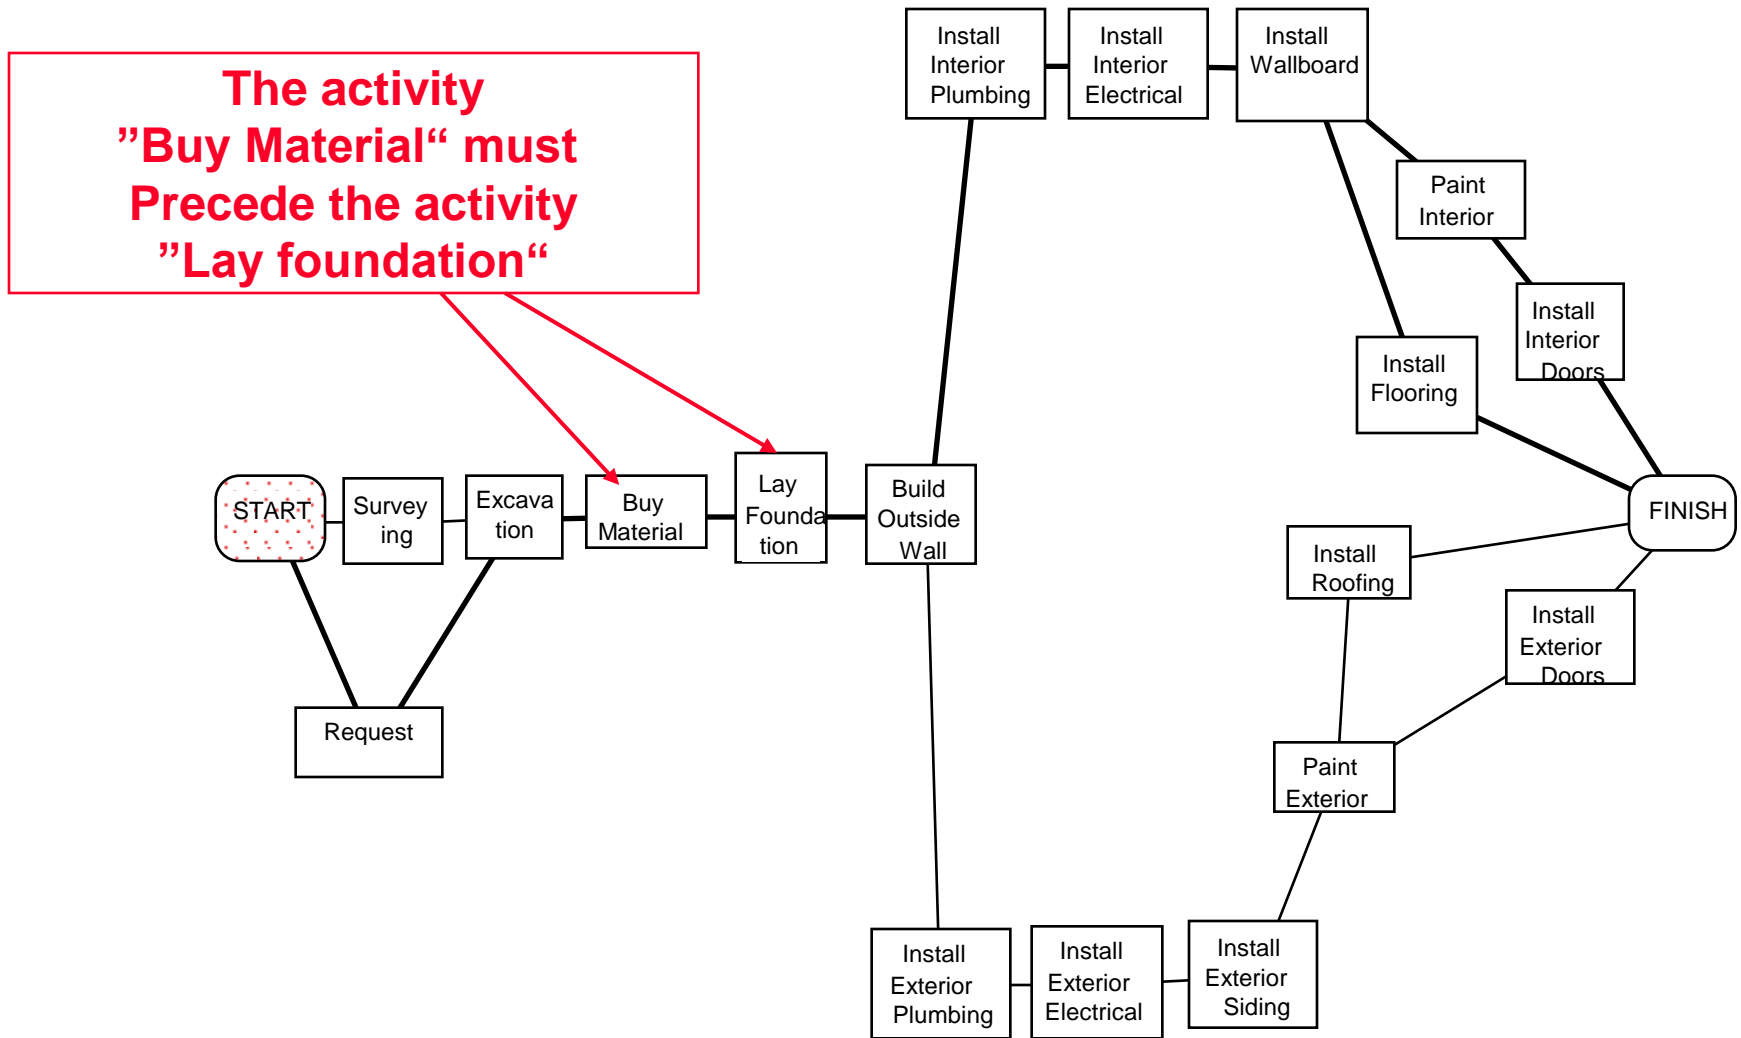 The activity
”Buy Material“ must
Precede the activity
”Lay foundation“
Install
Interior
Plumbing
Install
Interior
Electrical
Install
Wallboard
Paint
Interior
Install
Interior
Doors
Install
Flooring
START
Survey
ing
Excava
tion
Buy
Material
Lay
Founda
tion
Build
Outside
Wall
FINISH
Install
Roofing
Install
Exterior
Doors
Request
Paint
Exterior
Install
Exterior
Plumbing
Install
Exterior
Electrical
Install
Exterior
Siding